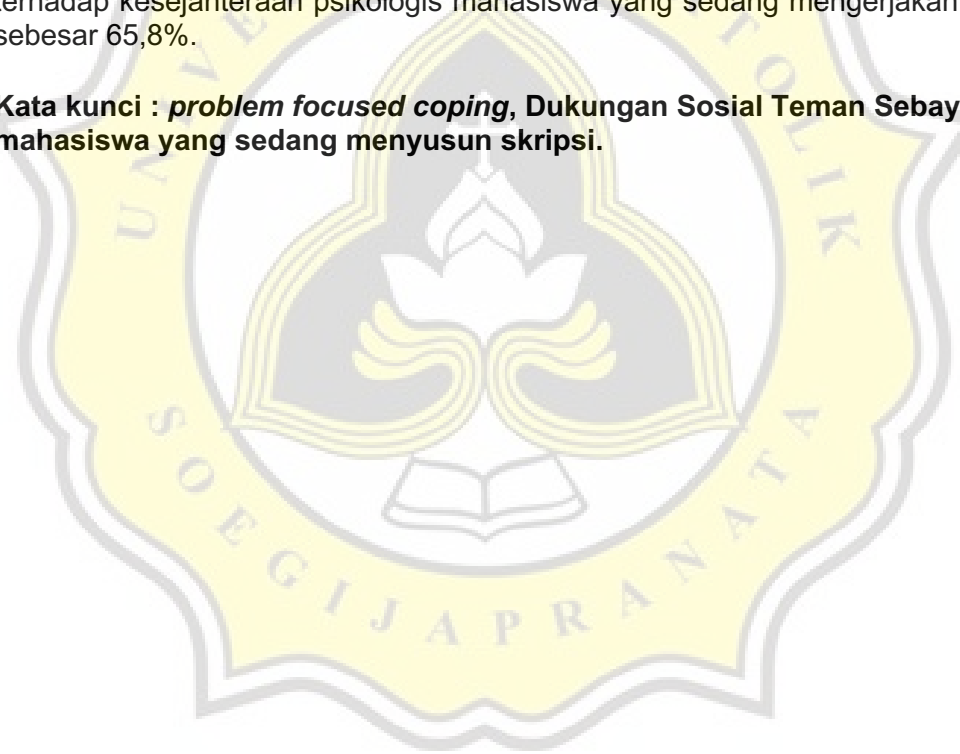 terhadap kesejahteraan psikologis mahasiswa yang sedang mengerjakan
sebesar 65,8%.
Kata kunci : problem focused coping, Dukungan Sosial Teman Sebay
mahasiswa yang sedang menyusun skripsi.
SOEGIJAPRANATA